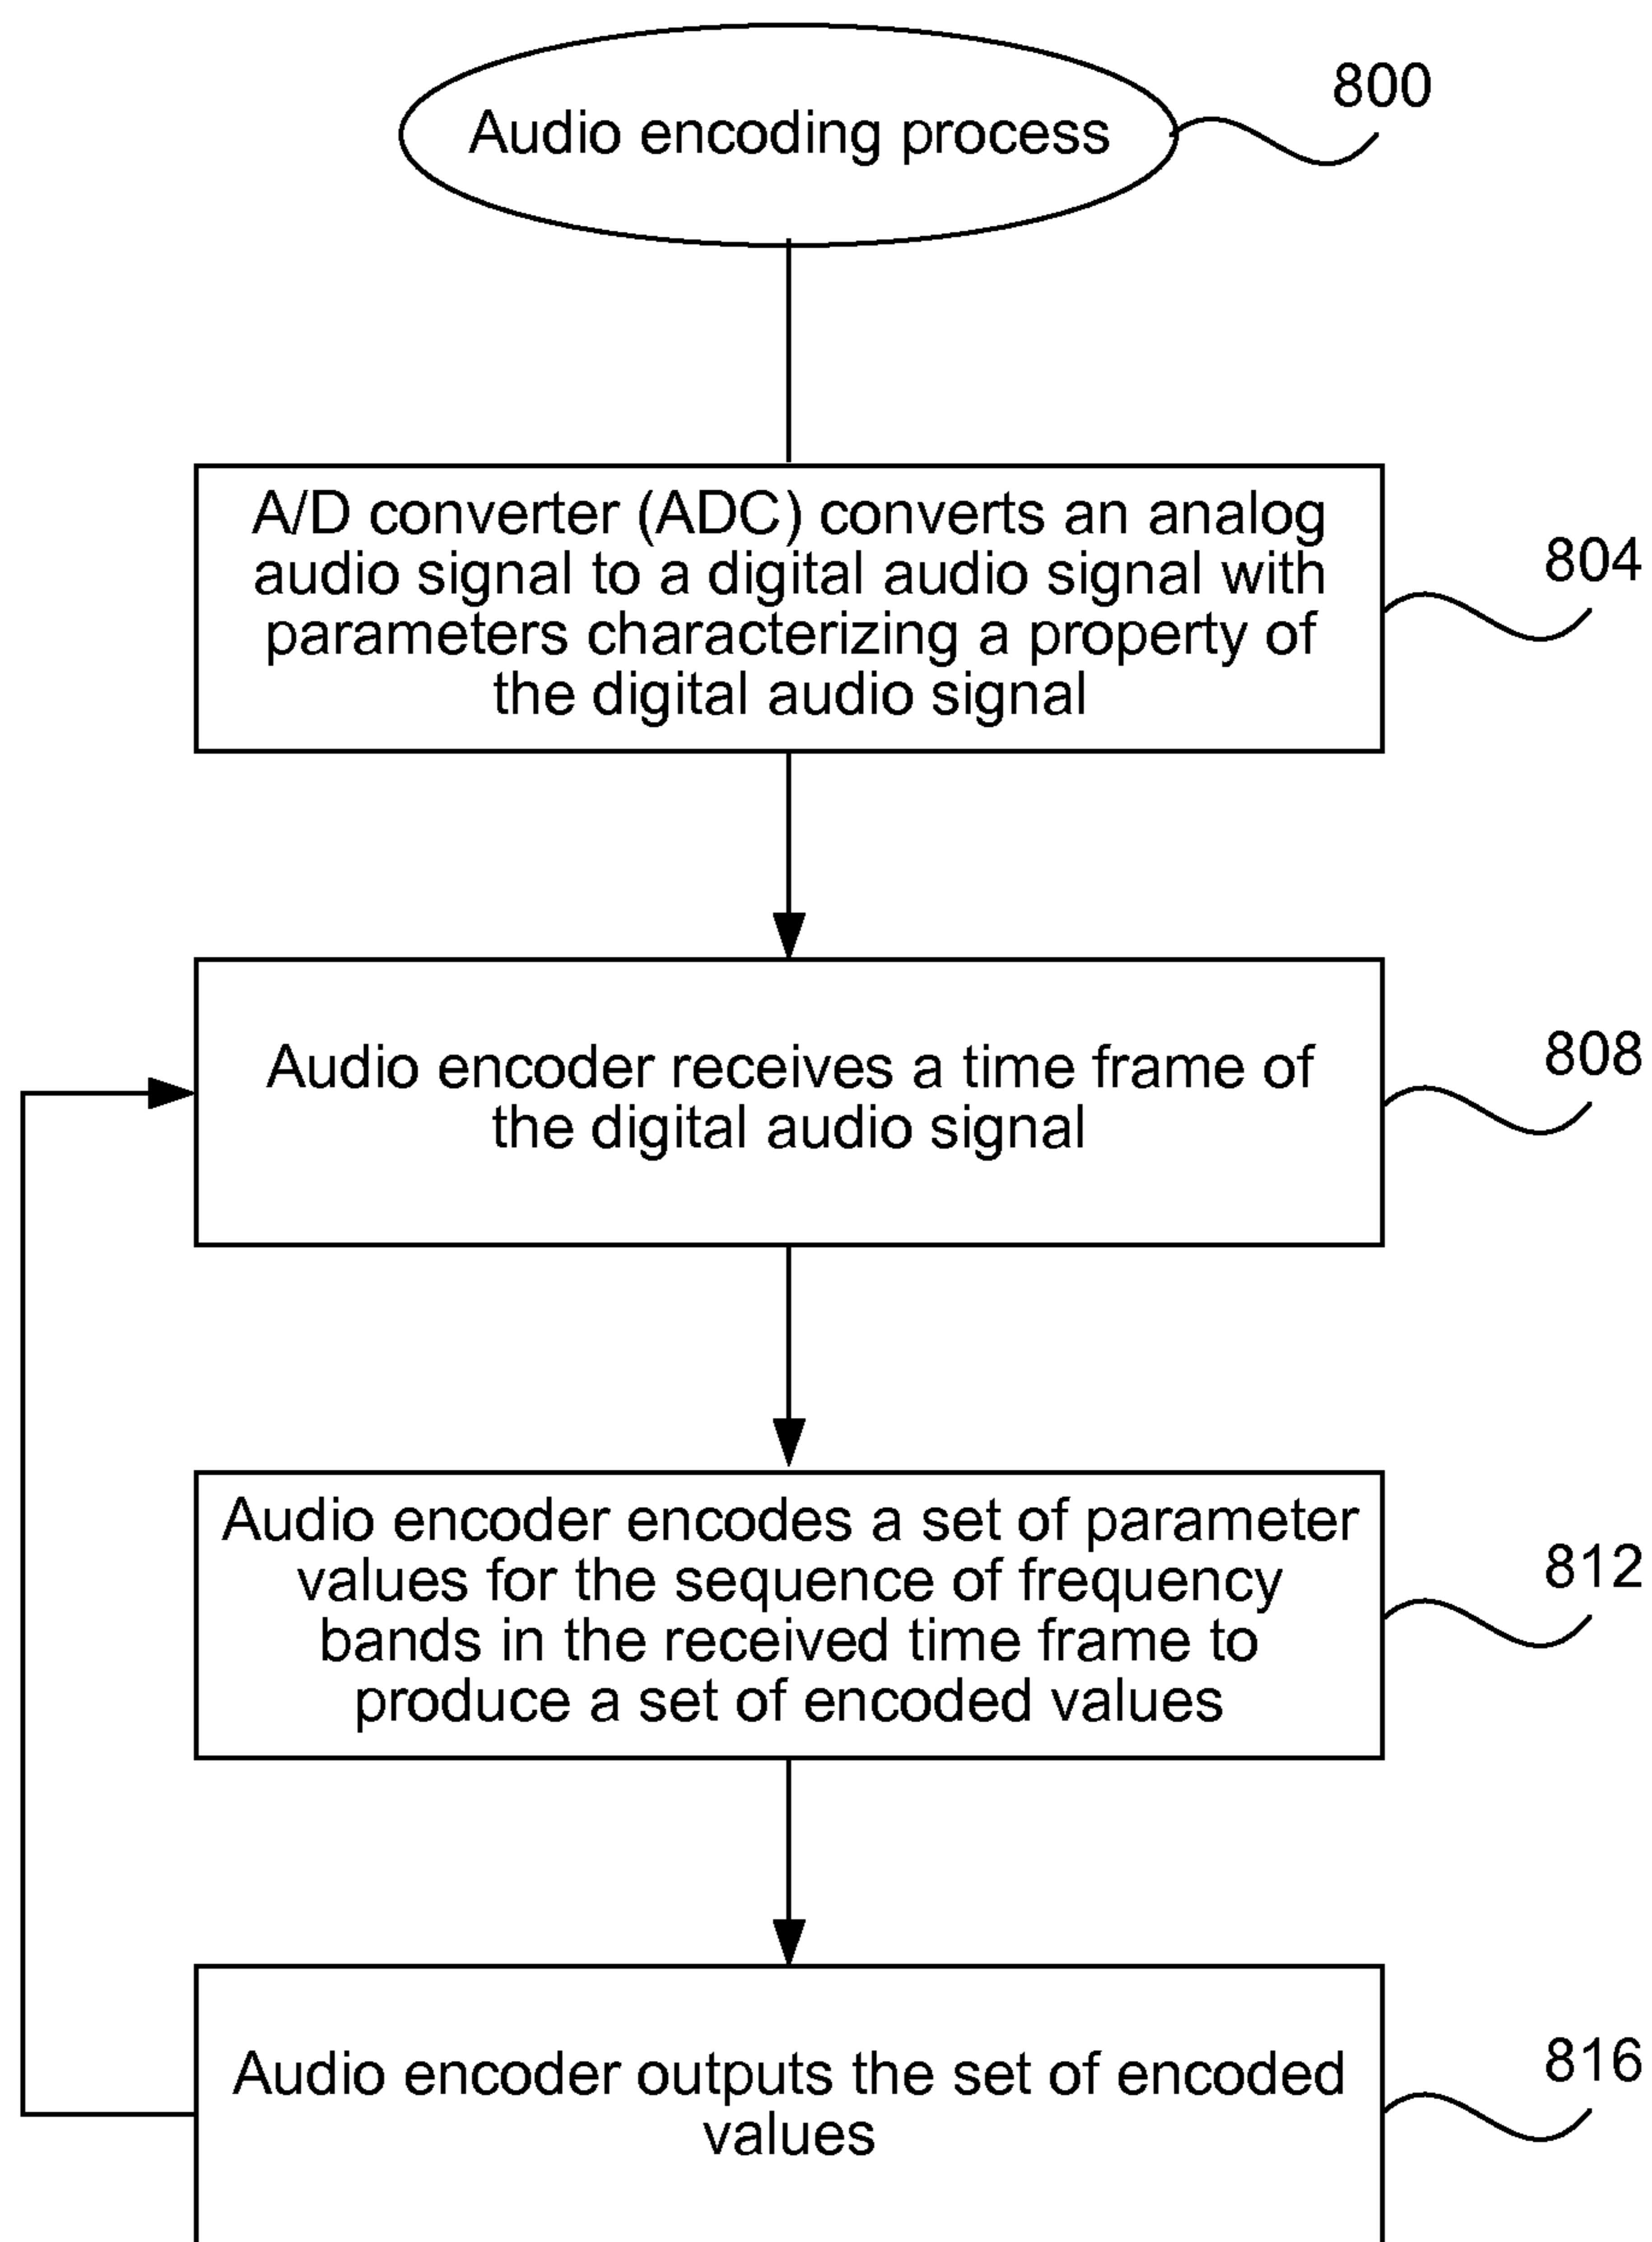 Audio encoding process
800
A/D converter (ADC) converts an analog
audio signal to a digital audio signal with
parameters characterizing a property of
the digital audio signal
804
Audio encoder receives a time frame of
the digital audio signal
808
Audio encoder encodes a set of parameter
values for the sequence of frequency
bands in the received time frame to
produce a set of encoded values
812
Audio encoder outputs the set of encoded
values
816